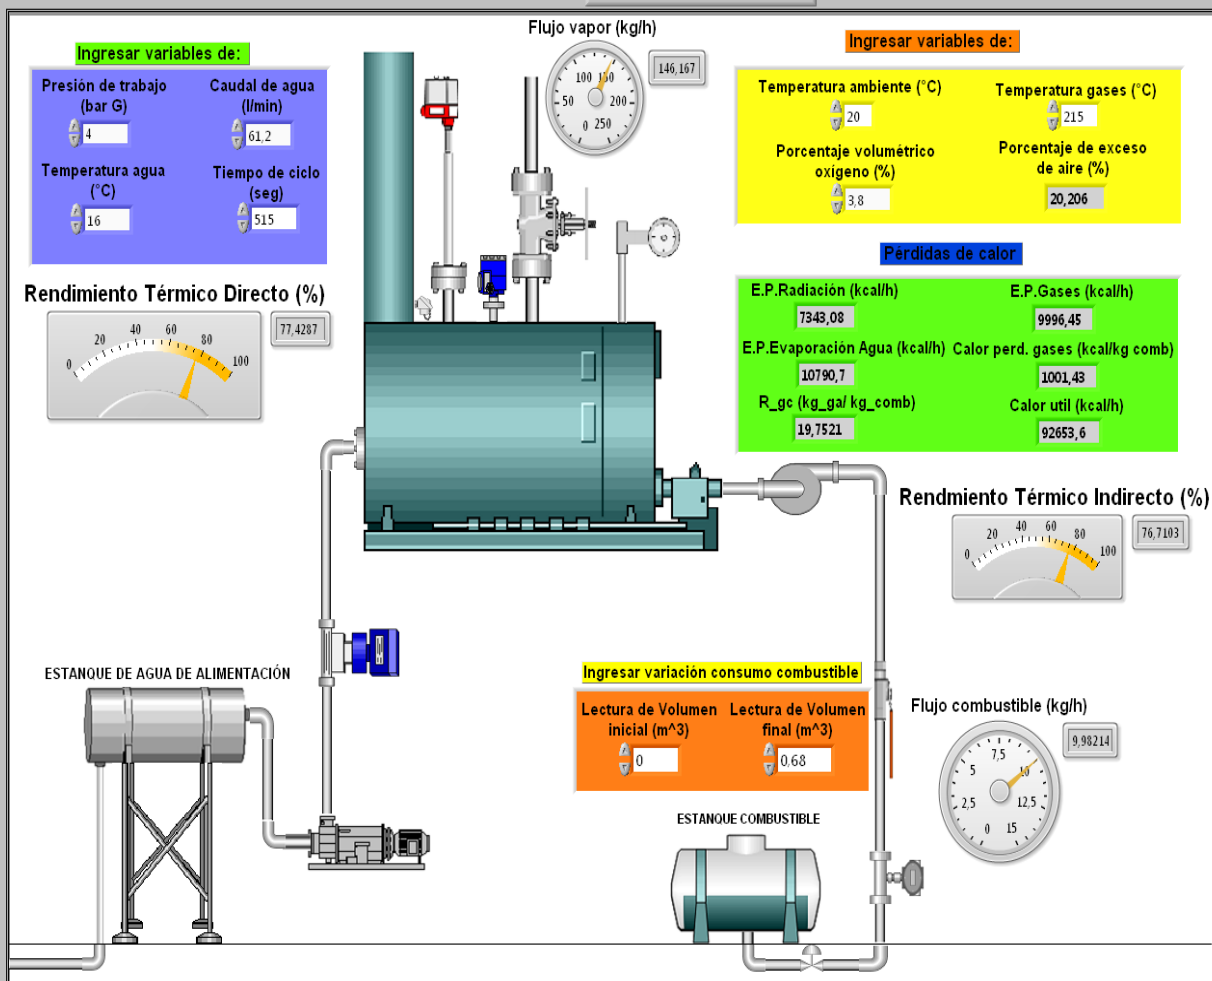 Flujo vapor (kg/h)
146,167
0
50
100
150
200
250
Ingresar variables de:
Presión de trabajo
(bar G)
4
Caudal de agua
(l/min)
61,2
Temperatura agua
(°C)
16
Tiempo de ciclo
(seg)
515
Ingresar variables de:
Temperatura ambiente (°C)
20
Temperatura gases (°C)
215
Porcentaje volumétrico
oxígeno (%)
3,8
Porcentaje de exceso
de aire (%)
20,206
Pérdidas de calor
E.P.Radiación (kcal/h)
7343,08
E.P.Gases (kcal/h)
9996,45
E.P.Evaporación Agua (kcal/h)
10790,7
Calor perd. gases (kcal/kg comb)
1001,43
R_gc (kg_ga/ kg_comb)
19,7521
Calor util (kcal/h)
92653,6
Rendimiento Térmico Directo (%)
77,4287
0
20
40
60
80
100
Rendmiento Térmico Indirecto (%)
76,7103
0
20
40
60
80
100
ESTANQUE DE AGUA DE ALIMENTACIÓN
Ingresar variación consumo combustible
Lectura de Volumen
inicial (m^3)
0
Lectura de Volumen
final (m^3)
0,68
Flujo combustible (kg/h)
9,98214
0
2,5
5
7,5
10
12,5
15
ESTANQUE COMBUSTIBLE